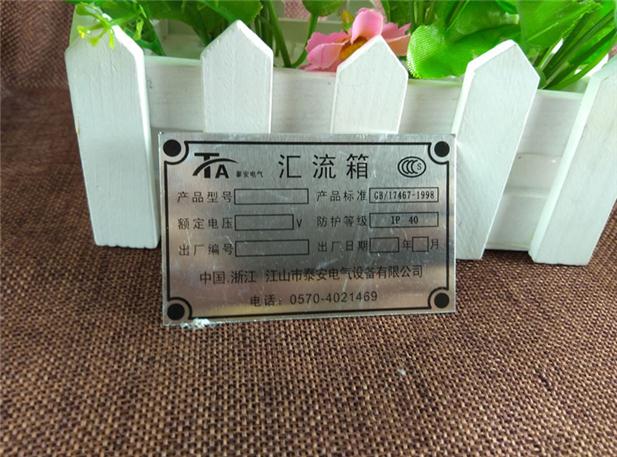 TA 泰安电气 汇流箱 CCC S
产品型号 产品标准 GB/17467-1998
额定电压 V 防护等级 IP 40
出厂编号 出厂日期 年 月
中国.浙江 江山市泰安电气设备有限公司
电话：0570-4021469